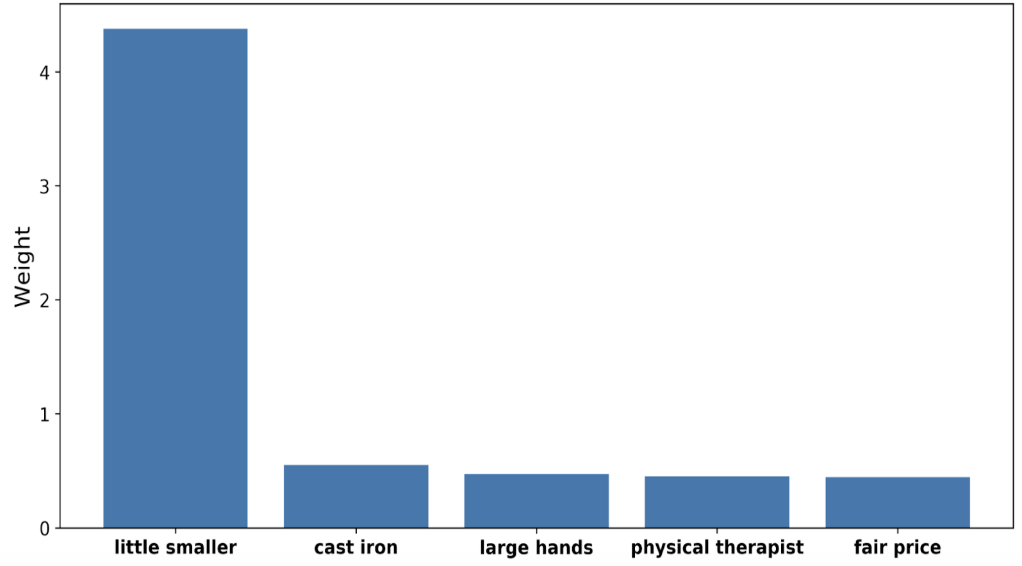 Weight
4
3
2
1
0
little smaller
cast iron
large hands
physical therapist
fair price